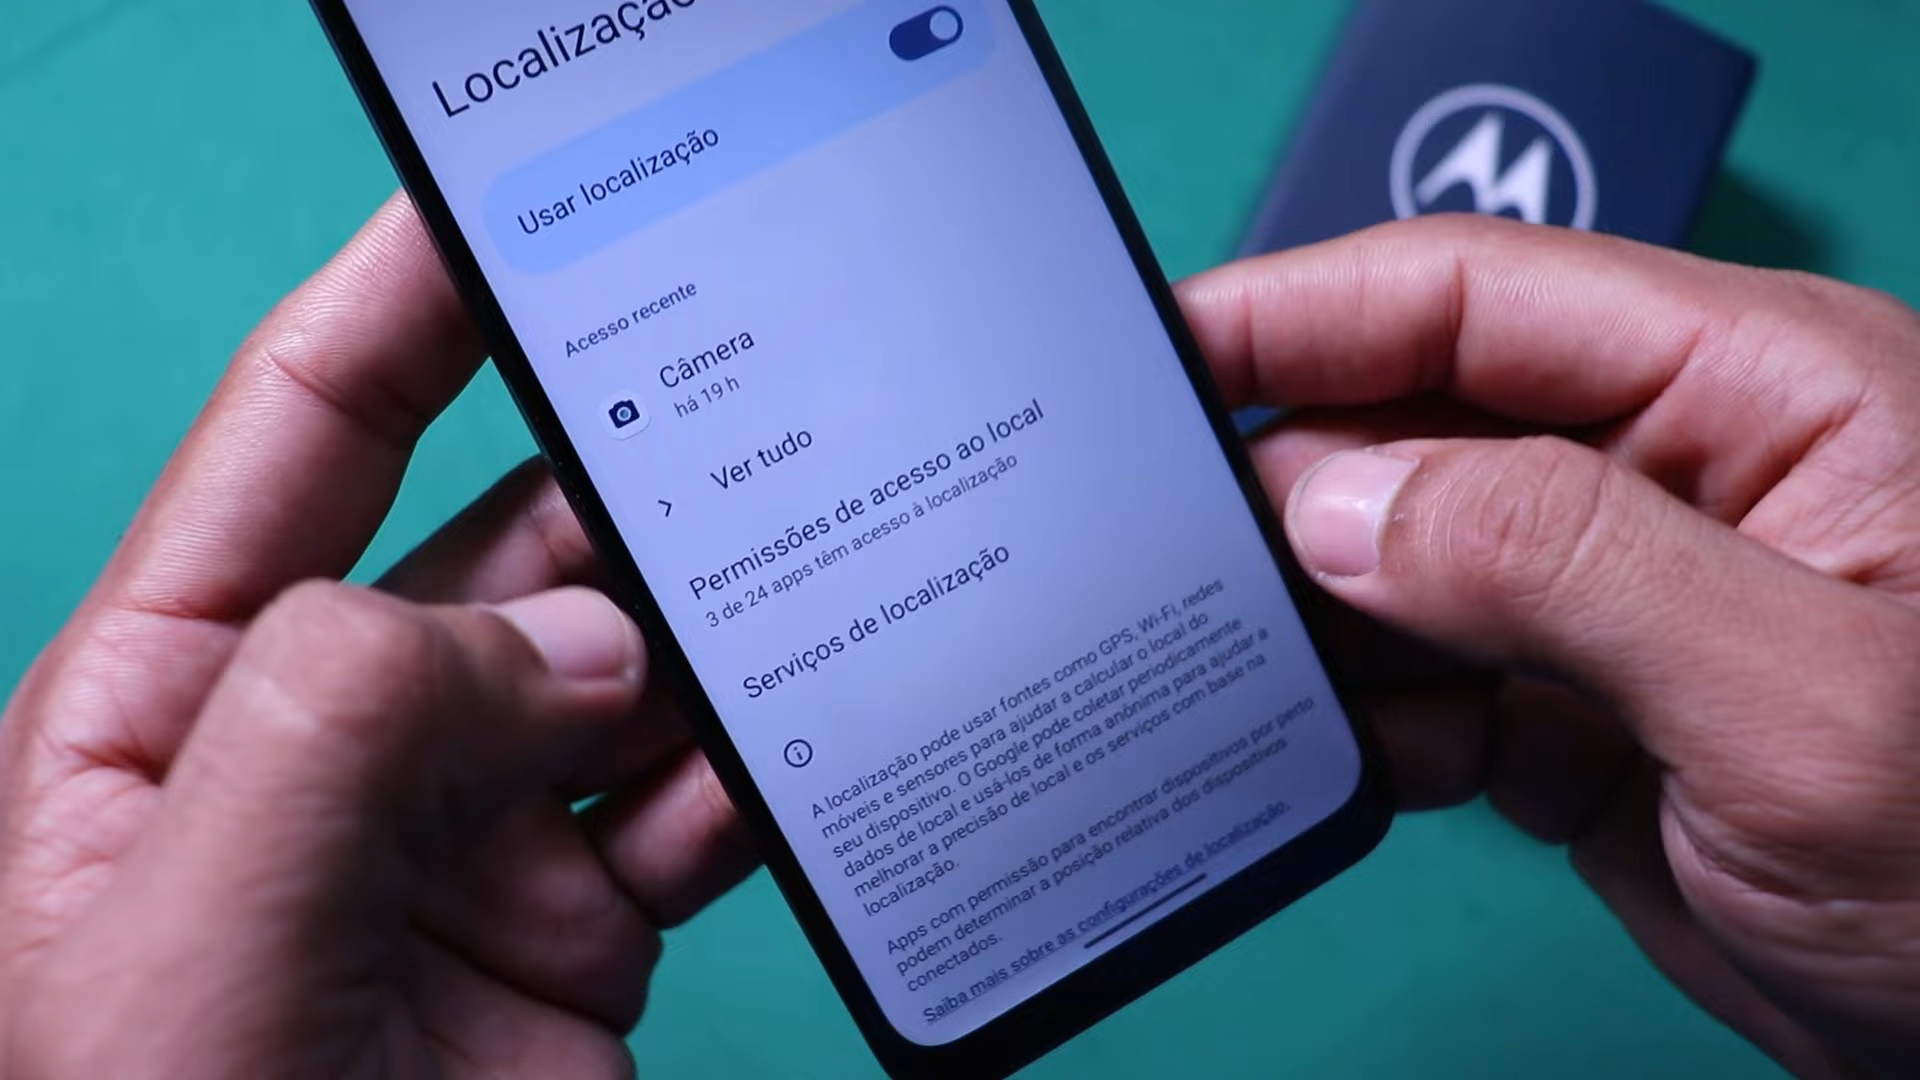 Localização
Usar localização
Acesso recente
Câmera
há 19 h
Ver tudo
Permissões de acesso ao local
3 de 24 apps têm acesso à localização
Serviços de localização
A localização pode usar fontes como GPS, Wi-Fi, redes
móveis e sensores para ajudar a calcular o local do
seu dispositivo. O Google pode coletar periodicamente
dados de local e usá-los de forma anônima para ajudar a
melhorar a precisão de local e os serviços com base na
localização.
Apps com permissão para encontrar dispositivos por perto
podem determinar a posição relativa dos dispositivos
conectados.
Saiba mais sobre as configurações de localização.